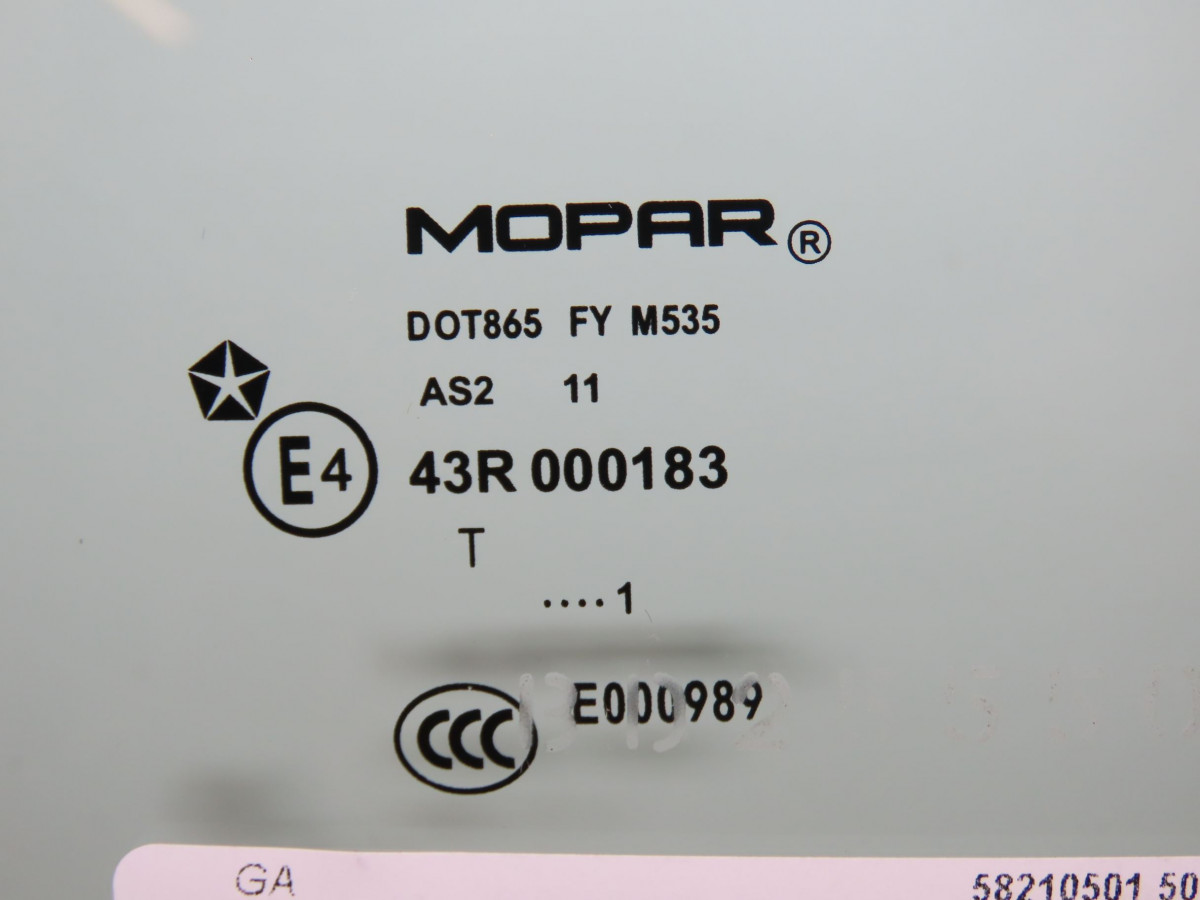 MOPAR®
DOT865 FY M535
AS2 11
E4 43R 000183
T
....1
CCC E000989
GA 58210501 50